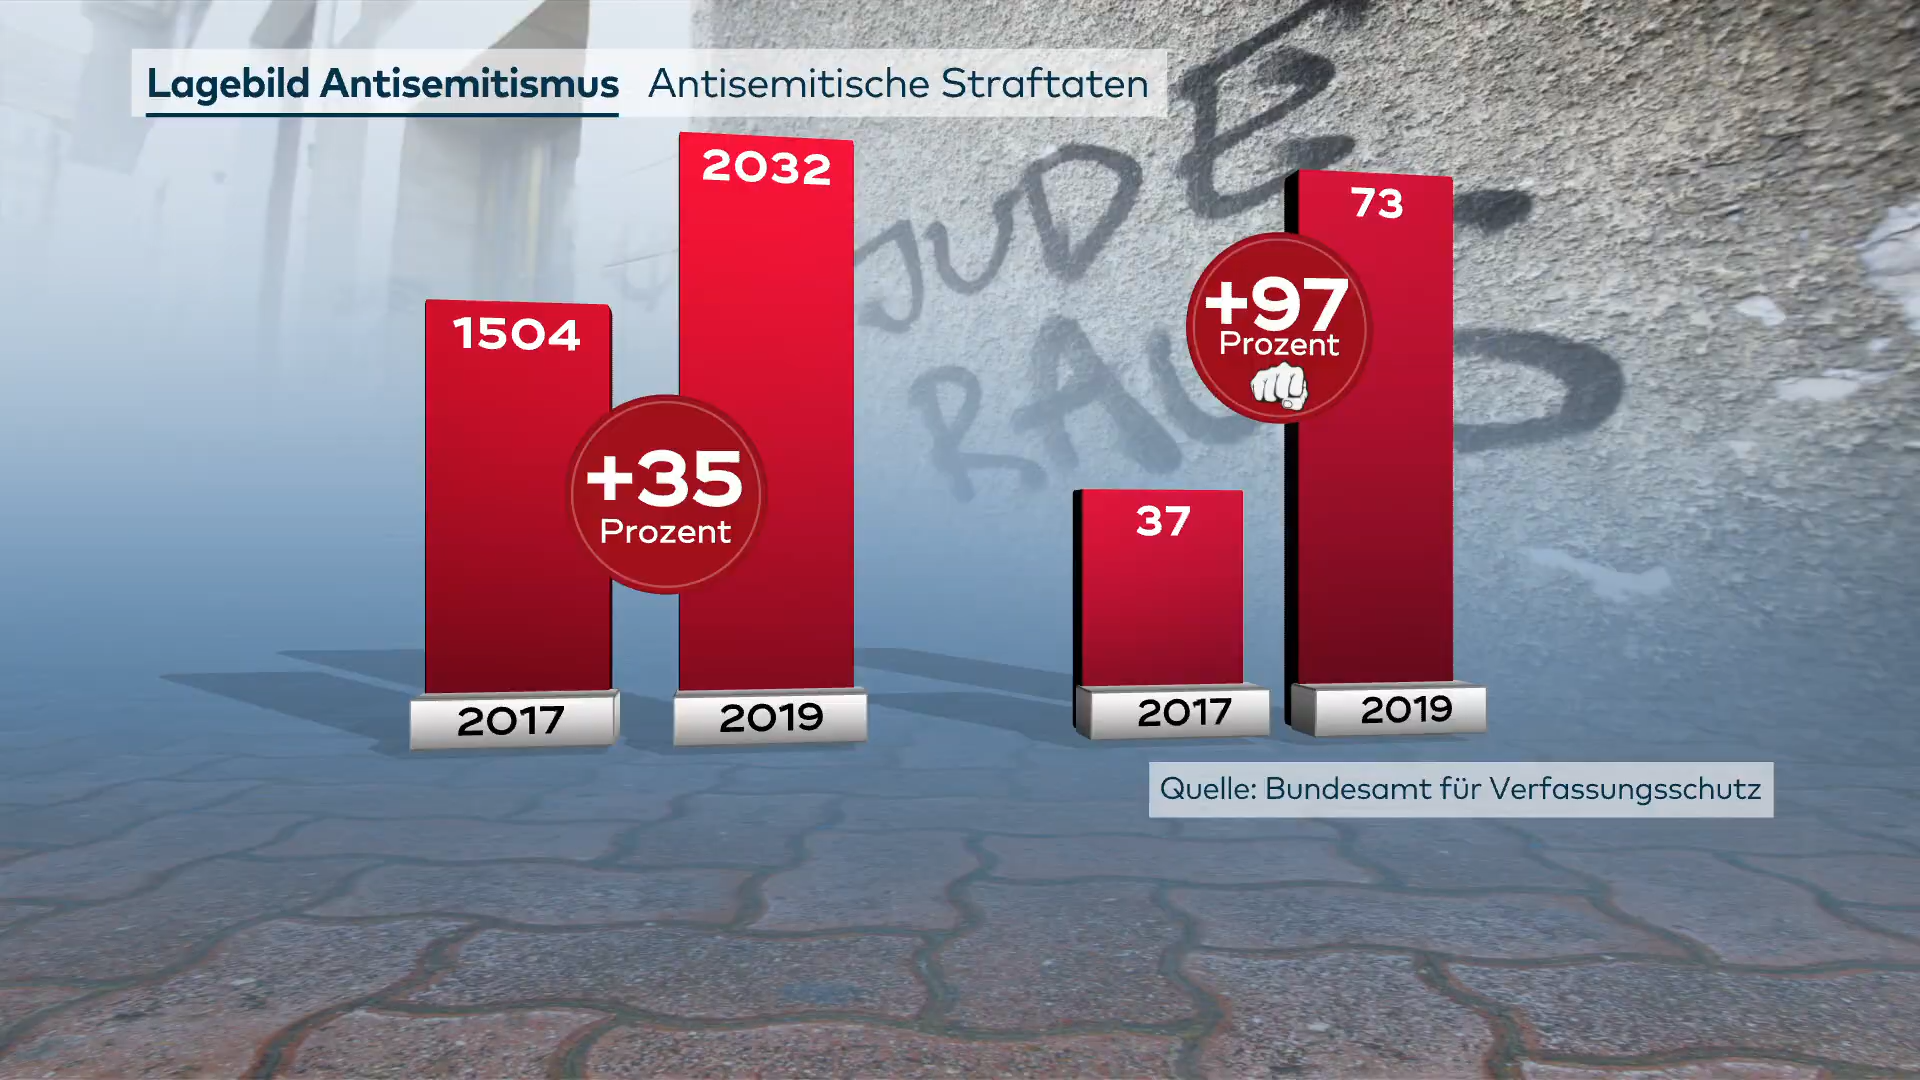 Lagebild Antisemitismus Antisemitische Straftaten
JUDE
RAUS
1504
2032
+35
Prozent
2017
2019
37
73
+97
Prozent
2017
2019
Quelle: Bundesamt für Verfassungsschutz